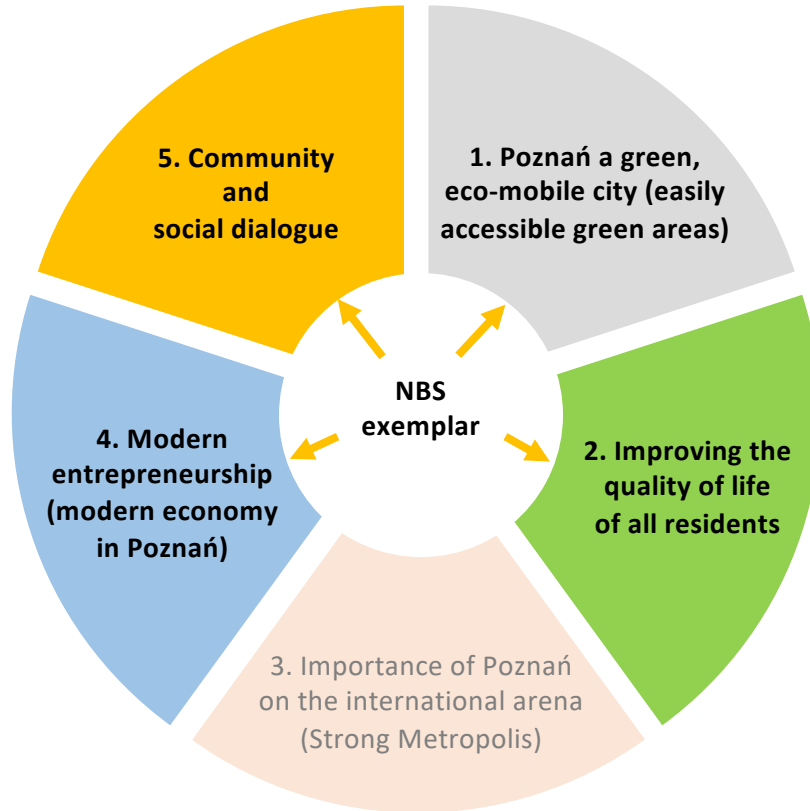 1. Poznań a green,
eco-mobile city (easily
accessible green areas)
2. Improving the
quality of life
of all residents
3. Importance of Poznań
on the international arena
(Strong Metropolis)
4. Modern
entrepreneurship
(modern economy
in Poznań)
5. Community
and
social dialogue
NBS
exemplar